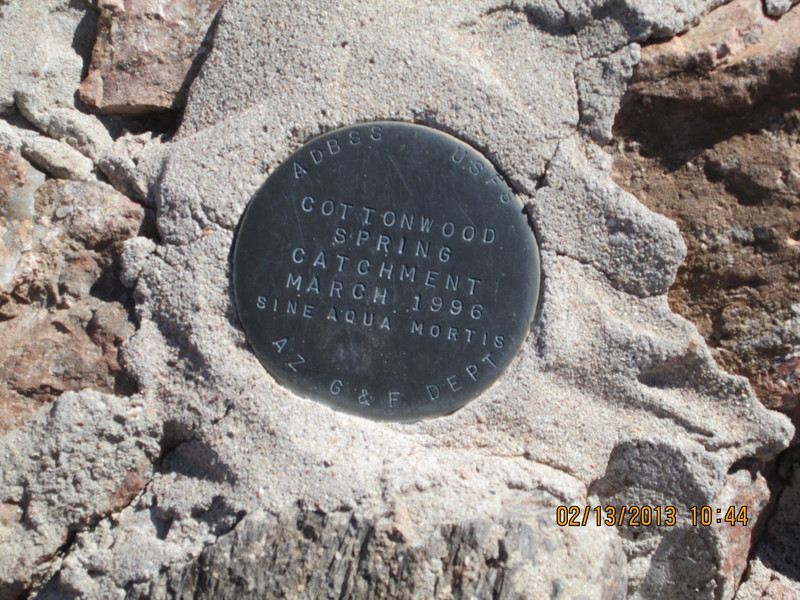 ADBSS USFS
COTTONWOOD
SPRING
CATCHMENT
MARCH 1996
SINE AQUA MORTIS
AZ G & F DEPT
02/13/2013 10:44